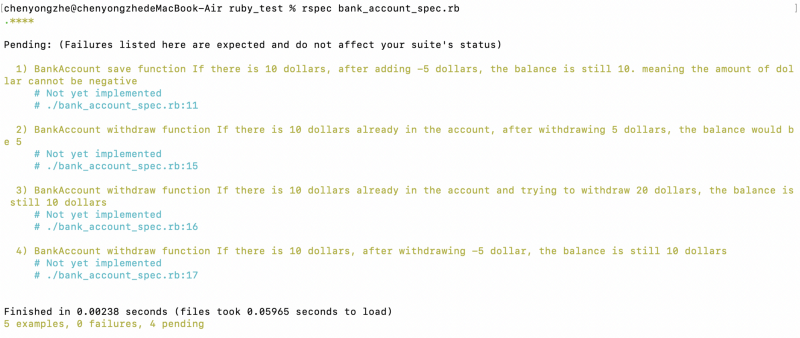 [chenyongzhe@chenyongzhedeMacBook-Air ruby_test % rspec bank_account_spec.rb ]
.****

Pending: (Failures listed here are expected and do not affect your suite's status)

  1) BankAccount save function If there is 10 dollars, after adding -5 dollars, the balance is still 10. meaning the amount of dol
lar cannot be negative
     # Not yet implemented
     # ./bank_account_spec.rb:11

  2) BankAccount withdraw function If there is 10 dollars already in the account, after withdrawing 5 dollars, the balance would b
e 5
     # Not yet implemented
     # ./bank_account_spec.rb:15

  3) BankAccount withdraw function If there is 10 dollars already in the account and trying to withdraw 20 dollars, the balance is
 still 10 dollars
     # Not yet implemented
     # ./bank_account_spec.rb:16

  4) BankAccount withdraw function If there is 10 dollars, after withdrawing -5 dollar, the balance is still 10 dollars
     # Not yet implemented
     # ./bank_account_spec.rb:17


Finished in 0.00238 seconds (files took 0.05965 seconds to load)
5 examples, 0 failures, 4 pending